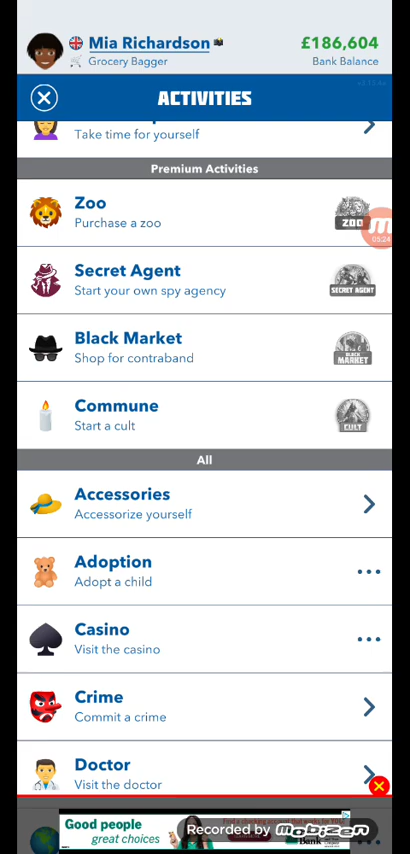 Mia Richardson
£186,604
Grocery Bagger
Bank Balance
ACTIVITIES
Take time for yourself
Premium Activities
Zoo
Purchase a zoo
ZOO
05:24
Secret Agent
Start your own spy agency
SECRET AGENT
Black Market
Shop for contraband
BLACK MARKET
Commune
Start a cult
CULT
All
Accessories
Accessorize yourself
Adoption
Adopt a child
Casino
Visit the casino
Crime
Commit a crime
Doctor
Visit the doctor
Good people
great choices
Recorded by mobizen
Bank